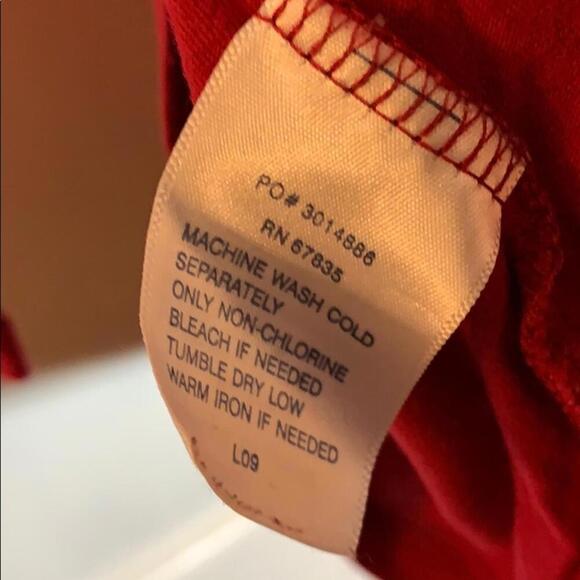 PO# 3014886
RN 67835
MACHINE WASH COLD
SEPARATELY
ONLY NON-CHLORINE
BLEACH IF NEEDED
TUMBLE DRY LOW
WARM IRON IF NEEDED
L09